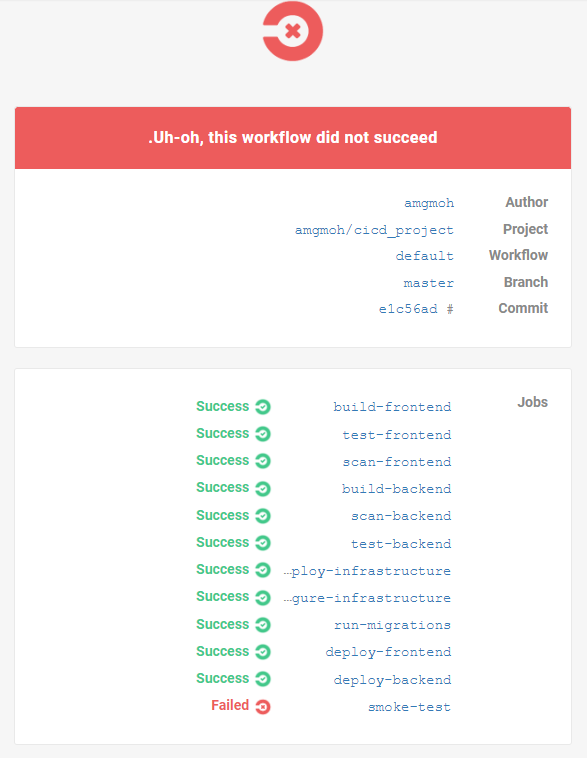 .Uh-oh, this workflow did not succeed
amgmoh Author
amgmoh/cicd_project Project
default Workflow
master Branch
e1c56ad # Commit
Jobs
Success build-frontend
Success test-frontend
Success scan-frontend
Success build-backend
Success scan-backend
Success test-backend
Success ...ploy-infrastructure
Success ...gure-infrastructure
Success run-migrations
Success deploy-frontend
Success deploy-backend
Failed smoke-test